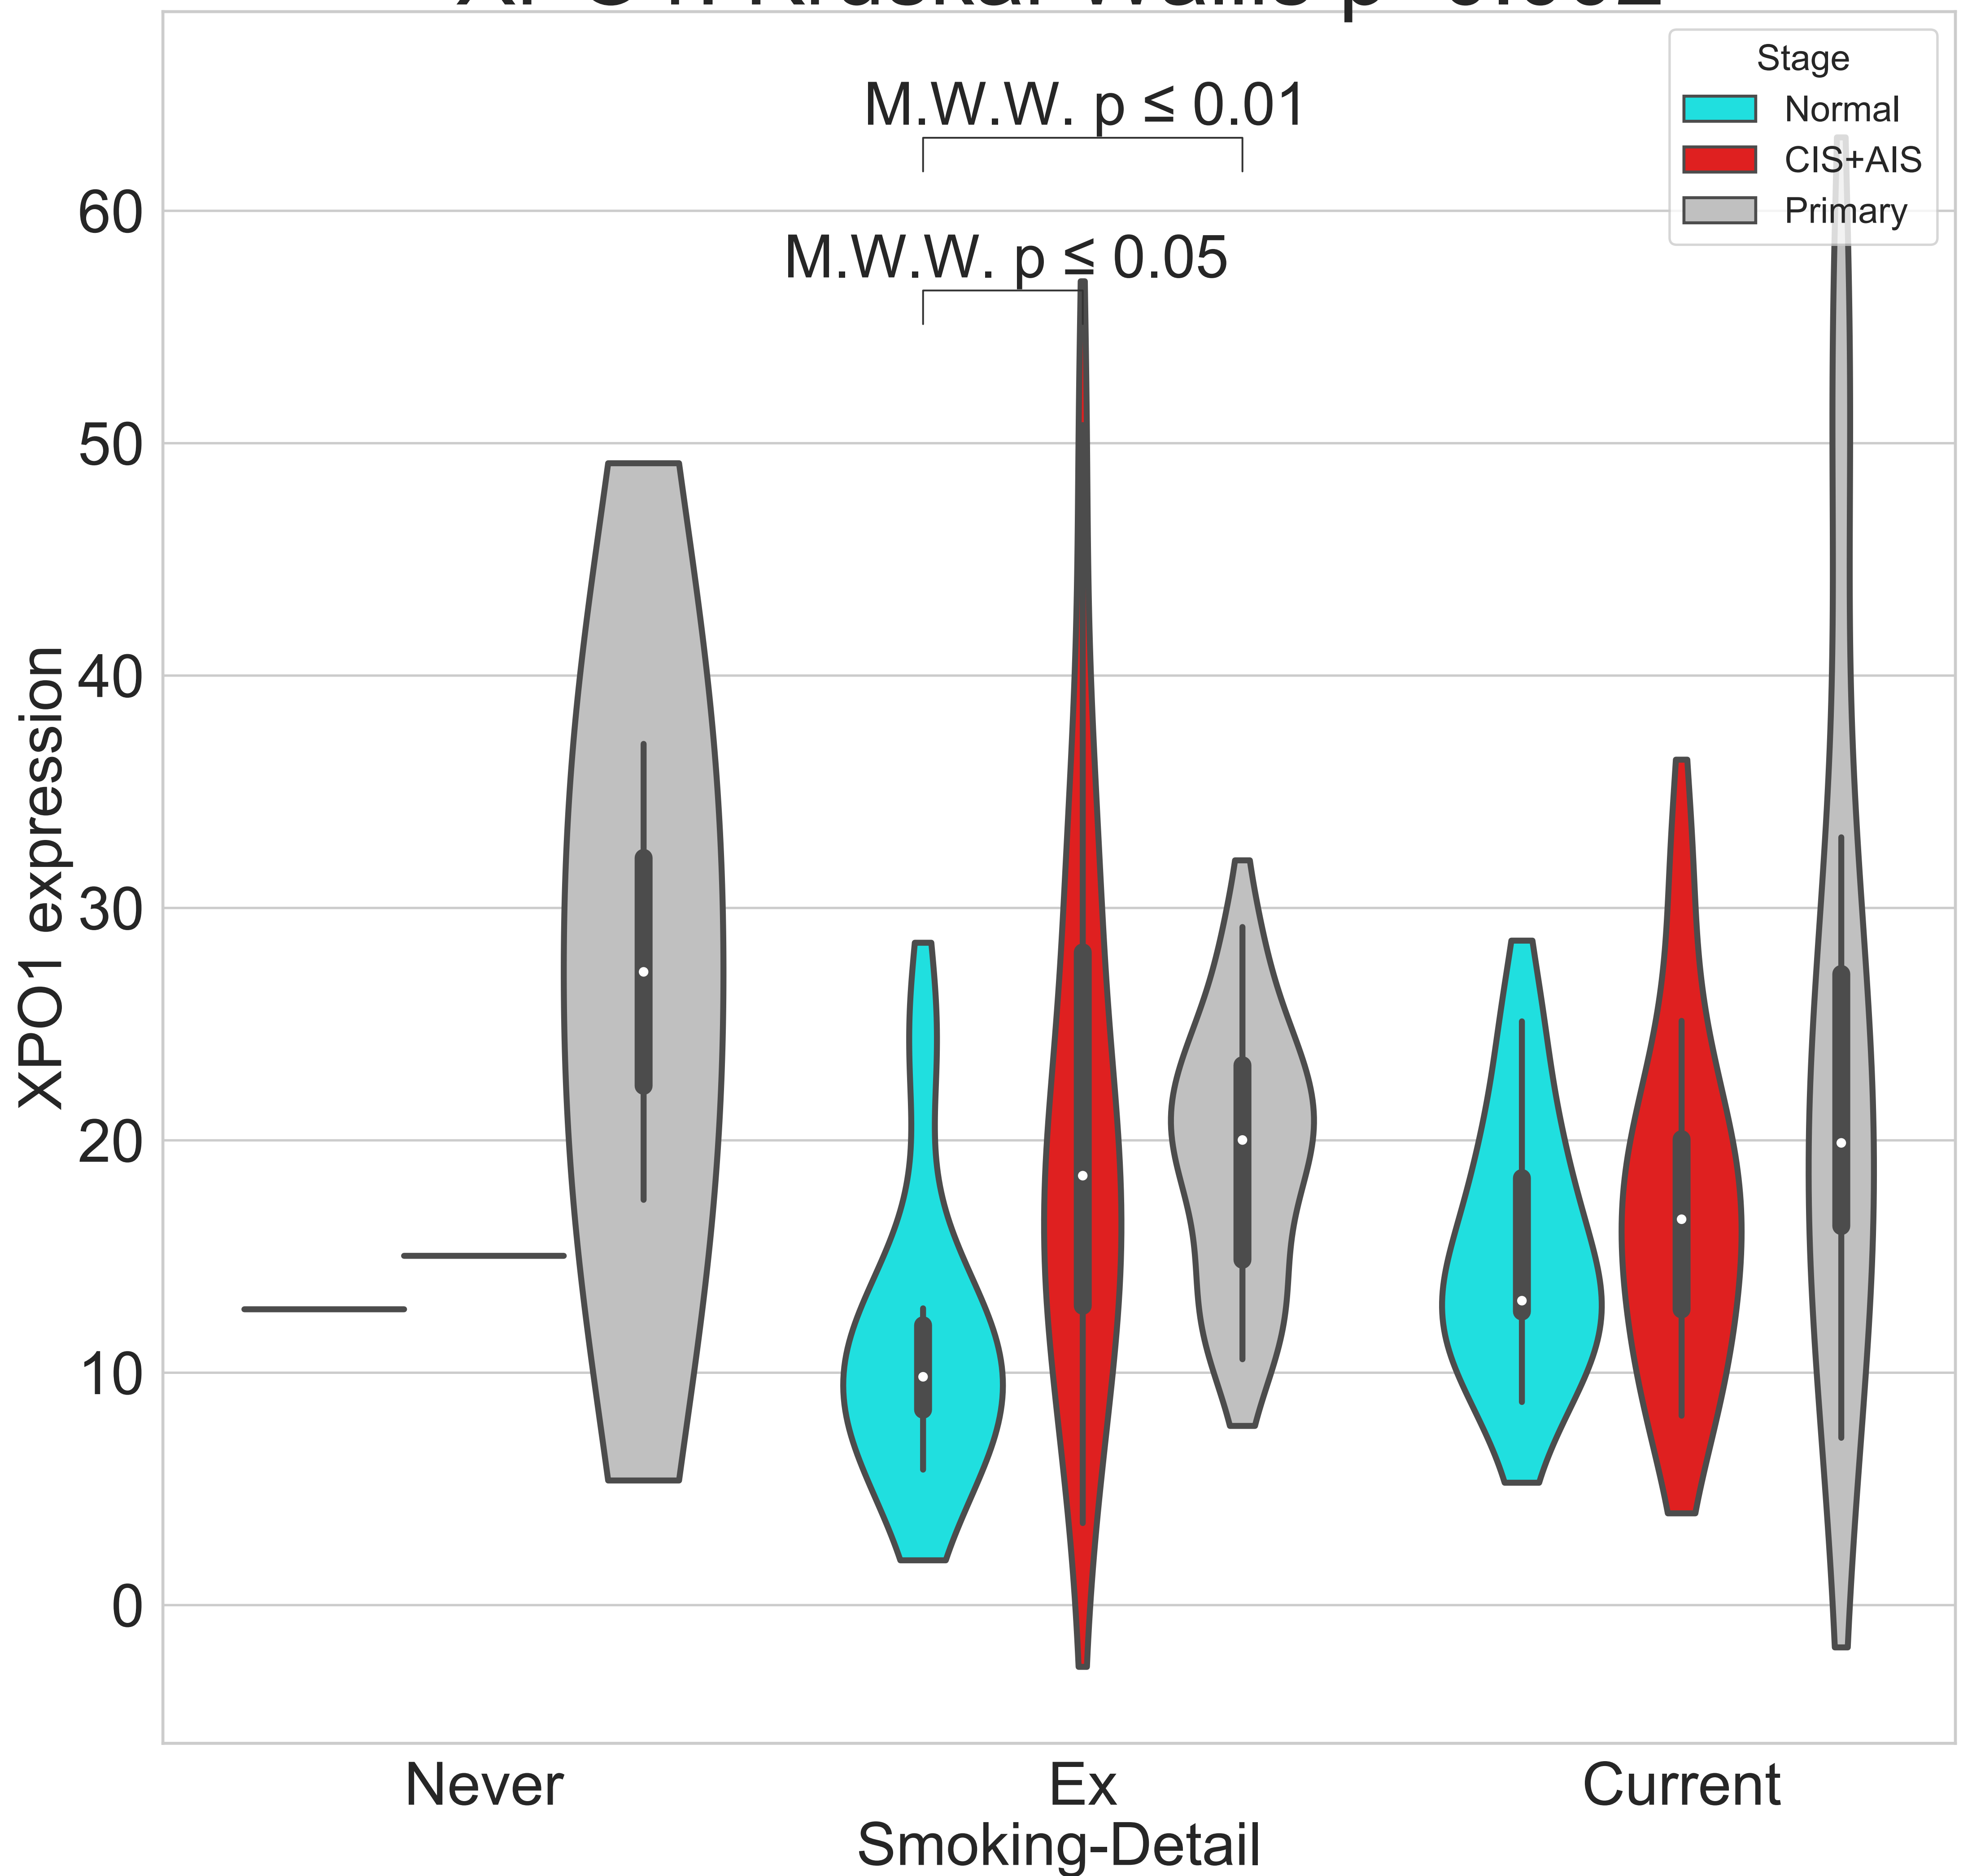 Stage
Normal
CIS+AIS
Primary
M.W.W. p ≤ 0.01
M.W.W. p ≤ 0.05
60
50
40
30
20
10
0
XPO1 expression
Never
Ex
Current
Smoking-Detail